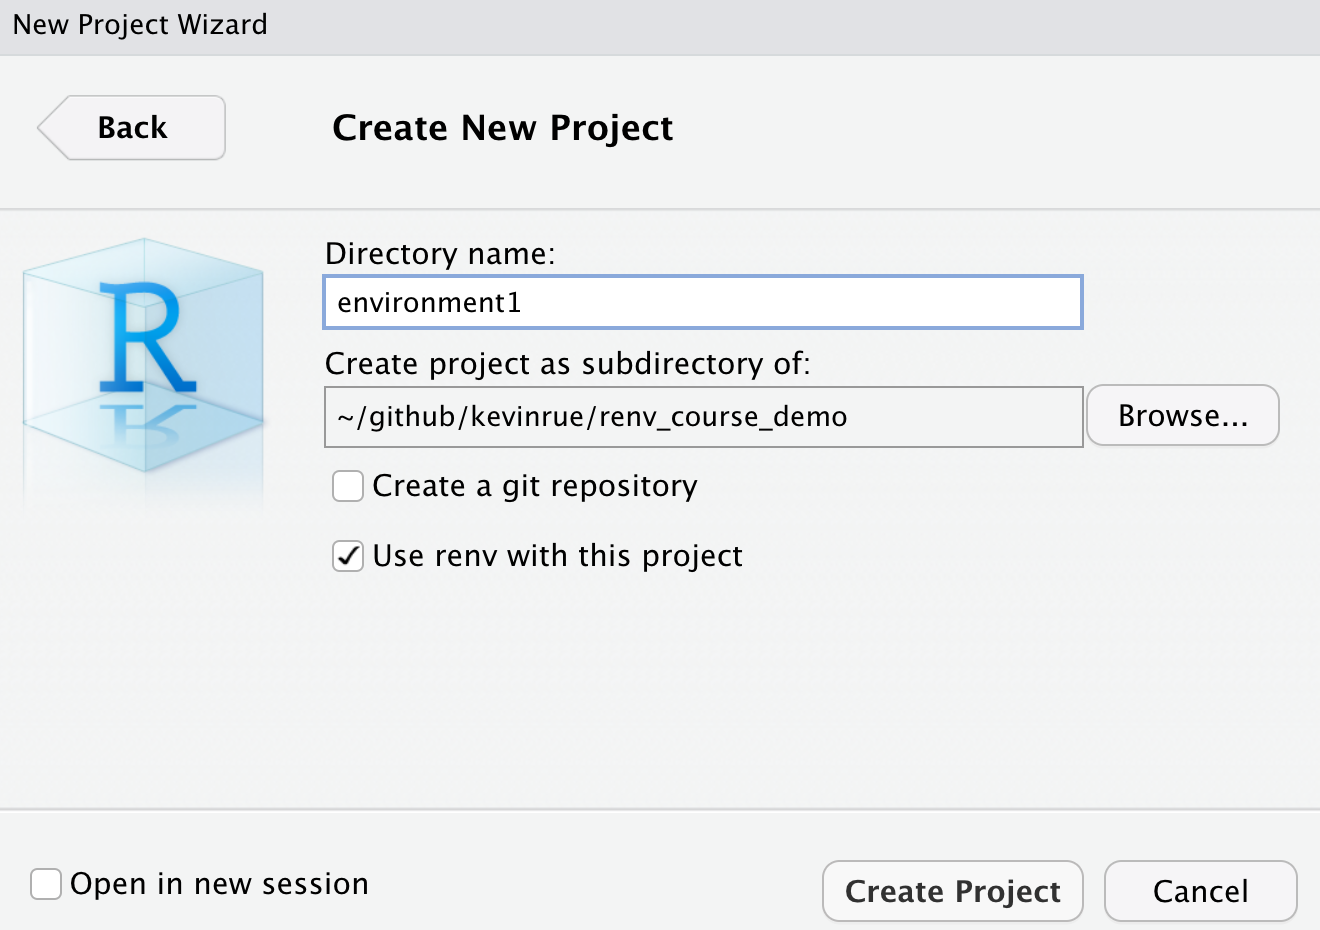 New Project Wizard
Back
Create New Project
R
Directory name:
environment1
Create project as subdirectory of:
~/github/kevinrue/renv_course_demo
Browse...
Create a git repository
Use renv with this project
Open in new session
Create Project
Cancel